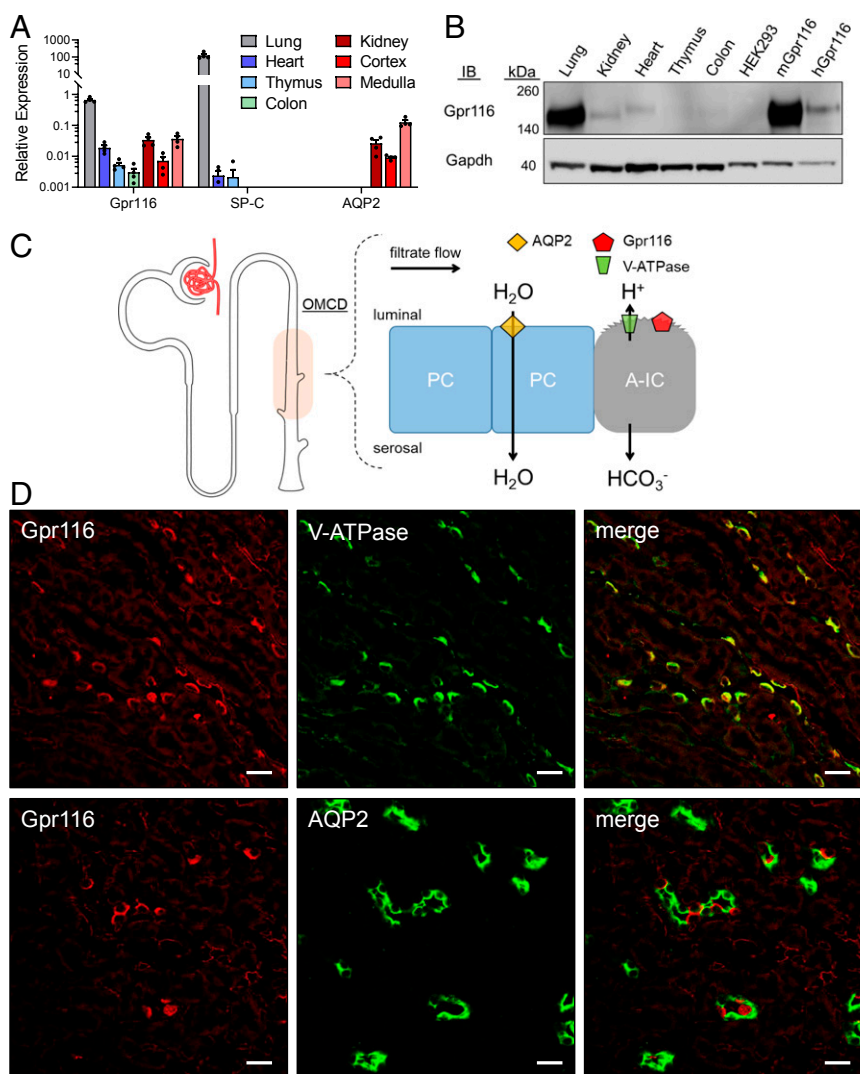 A
Relative Expression
1000
100
10
1
0.1
0.01
0.001
Lung
Heart
Thymus
Colon
Kidney
Cortex
Medulla
Gpr116 SP-C AQP2
B
IB kDa Lung Kidney Heart Thymus Colon HEK293 mGpr116 hGpr116
260
Gpr116
140
Gapdh 40
C
filtrate flow
AQP2 Gpr116
V-ATPase
OMCD
luminal
H₂O H⁺
PC PC A-IC
serosal
H₂O HCO₃⁻
D
Gpr116 V-ATPase merge
Gpr116 AQP2 merge